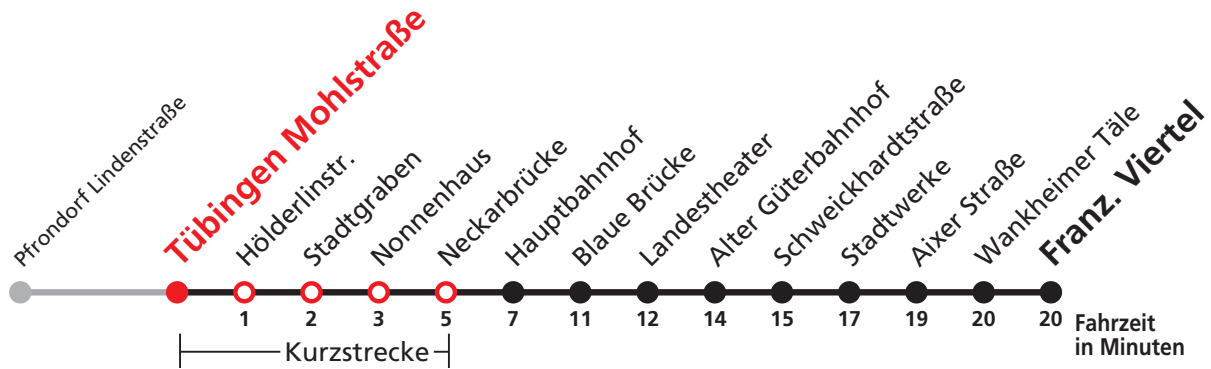 Pfrondorf Lindenstraße
Tübingen Mohlstraße
Hölderlinstr.
Stadtgraben
Nonnenhaus
Neckarbrücke
Hauptbahnhof
Blaue Brücke
Landestheater
Alter Güterbahnhof
Schweickhardtstraße
Stadtwerke
Aixer Straße
Wankheimer Täle
Franz. Viertel
1 2 3 5 7 11 12 14 15 17 19 20 20 Fahrzeit
in Minuten
Kurzstrecke